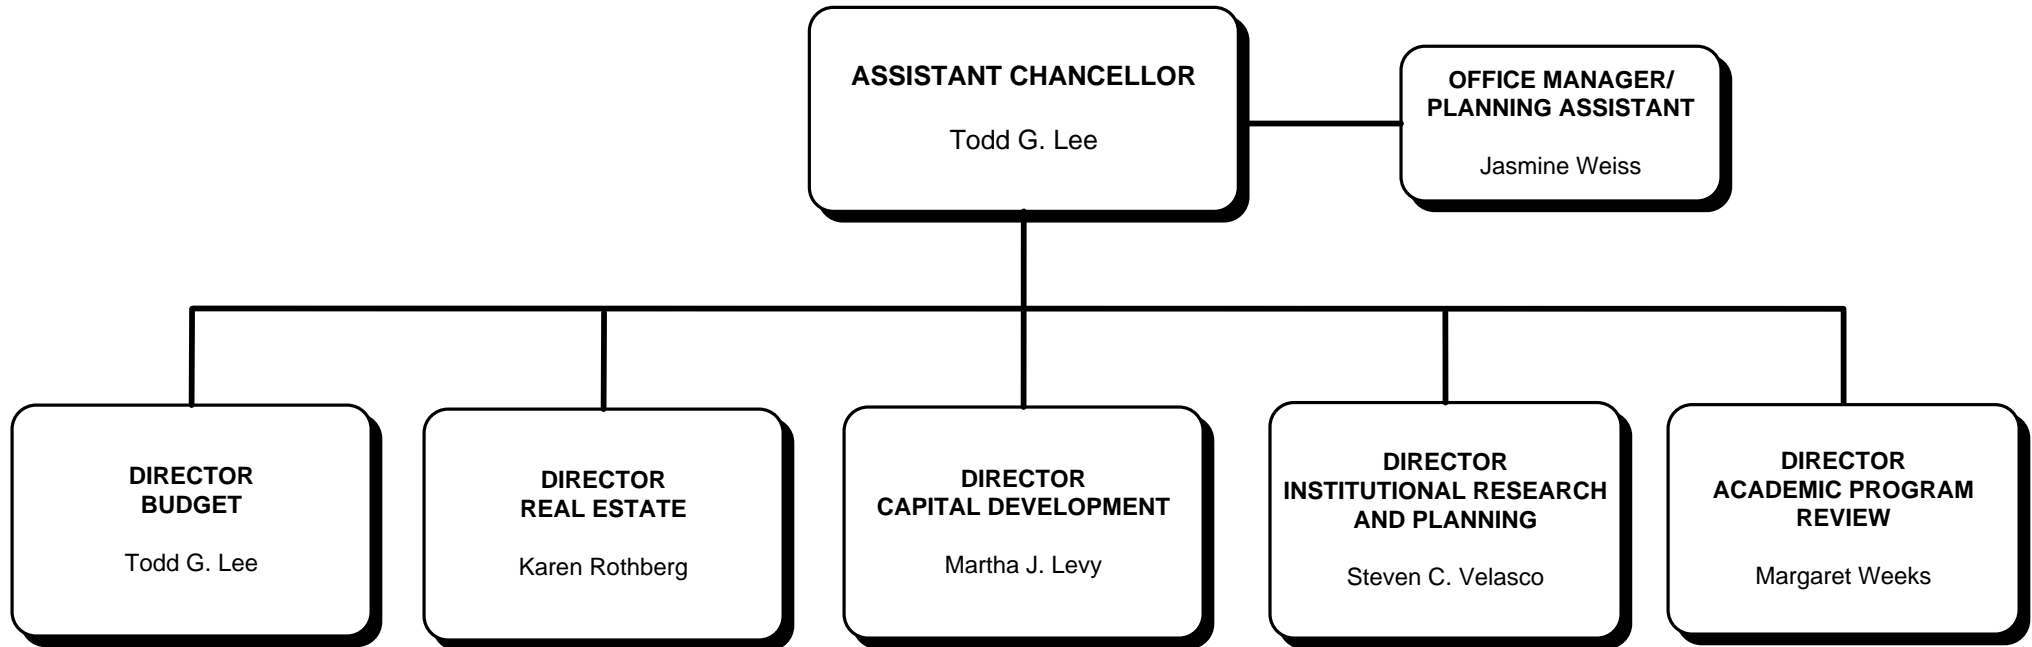 ASSISTANT CHANCELLOR
Todd G. Lee
OFFICE MANAGER/
PLANNING ASSISTANT
Jasmine Weiss
DIRECTOR
BUDGET
Todd G. Lee
DIRECTOR
REAL ESTATE
Karen Rothberg
DIRECTOR
CAPITAL DEVELOPMENT
Martha J. Levy
DIRECTOR
INSTITUTIONAL RESEARCH
AND PLANNING
Steven C. Velasco
DIRECTOR
ACADEMIC PROGRAM
REVIEW
Margaret Weeks